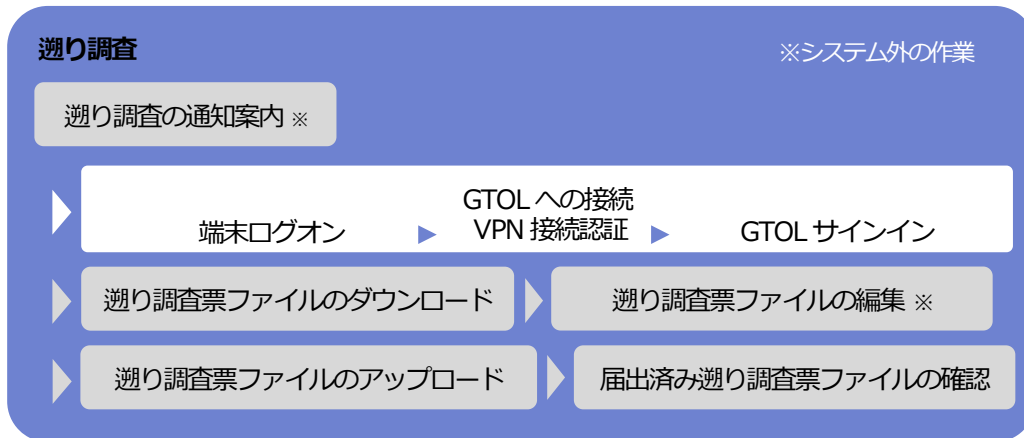 遡り調査
※システム外の作業
遡り調査の通知案内 ※
GTOL への接続
端末ログオン ▶ VPN 接続認証 ▶ GTOL サインイン
遡り調査票ファイルのダウンロード
遡り調査票ファイルの編集 ※
遡り調査票ファイルのアップロード
届出済み遡り調査票ファイルの確認